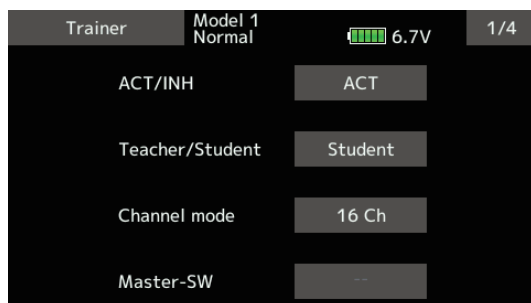 Trainer
Model 1
Normal
6.7V
1/4
ACT/INH ACT
Teacher/Student Student
Channel mode 16 Ch
Master-SW --